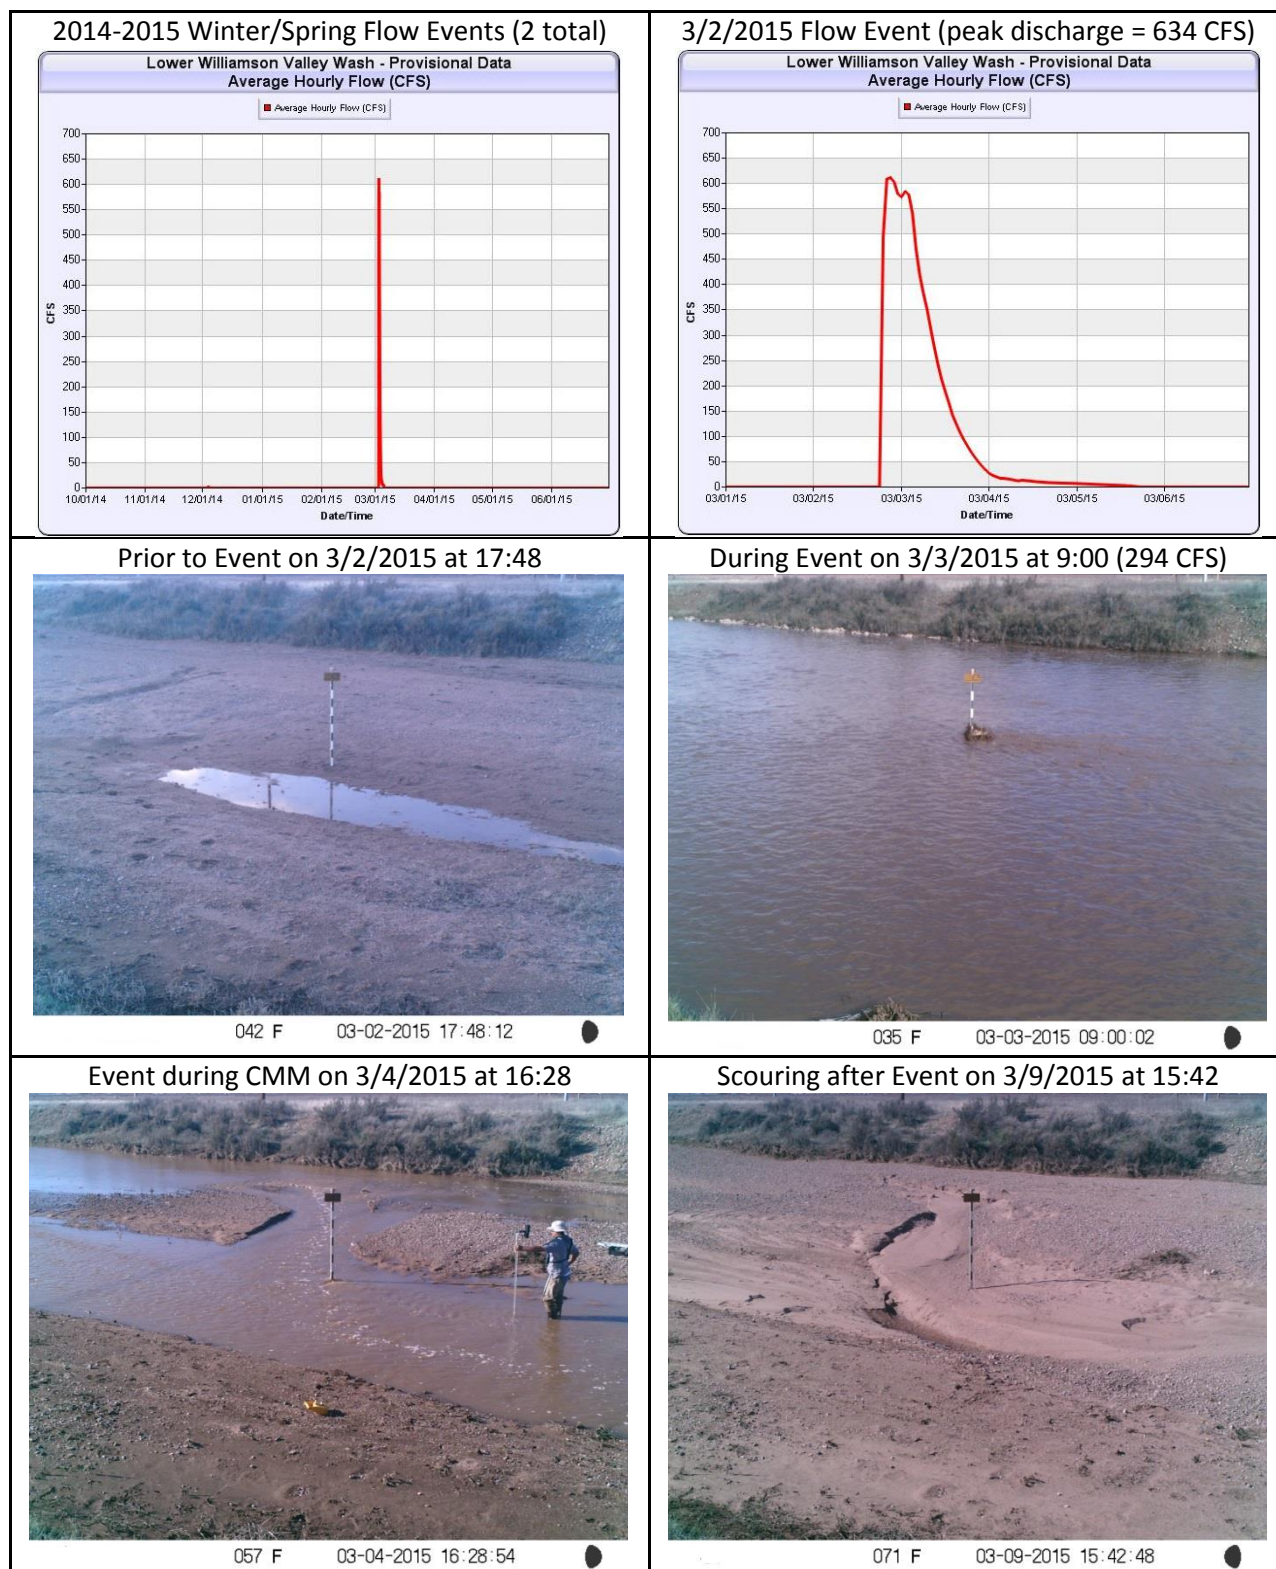 2014-2015 Winter/Spring Flow Events (2 total)
Lower Williamson Valley Wash - Provisional Data
Average Hourly Flow (CFS)
Average Hourly Flow (CFS)
700
650
600
550
500
450
400
350
300
250
200
150
100
50
0
CFS
10/01/14 11/01/14 12/01/14 01/01/15 02/01/15 03/01/15 04/01/15 05/01/15 06/01/15
Date/Time
3/2/2015 Flow Event (peak discharge = 634 CFS)
Lower Williamson Valley Wash - Provisional Data
Average Hourly Flow (CFS)
Average Hourly Flow (CFS)
700
650
600
550
500
450
400
350
300
250
200
150
100
50
0
CFS
03/01/15 03/02/15 03/03/15 03/04/15 03/05/15 03/06/15
Date/Time
Prior to Event on 3/2/2015 at 17:48
042 F 03-02-2015 17:48:12
During Event on 3/3/2015 at 9:00 (294 CFS)
035 F 03-03-2015 09:00:02
Event during CMM on 3/4/2015 at 16:28
057 F 03-04-2015 16:28:54
Scouring after Event on 3/9/2015 at 15:42
071 F 03-09-2015 15:42:48